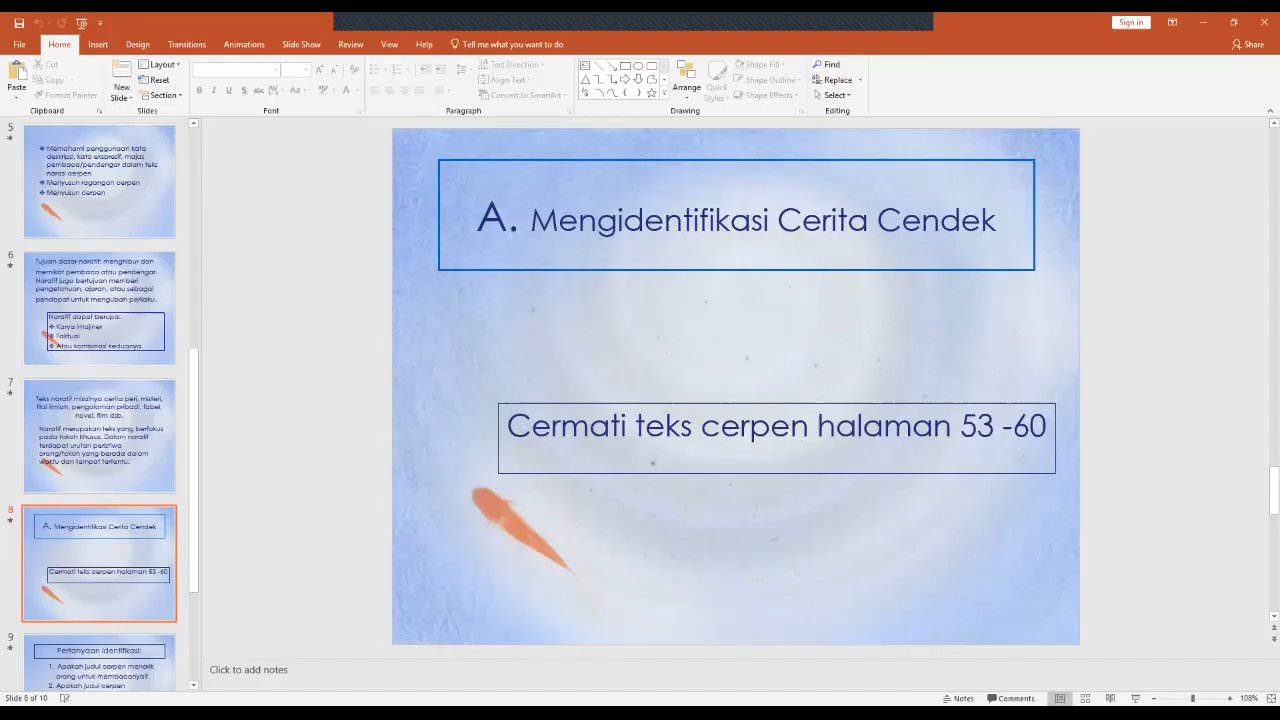 Sign in
File Home Insert Design Transitions Animations Slide Show Review View Help Tell me what you want to do Share
Paste
Cut
Copy
Format Painter
Clipboard
New
Slide
Layout
Reset
Section
Slides
Font
Text Direction
Align Text
Convert to SmartArt
Paragraph
Arrange
Quick
Styles
Shape Fill
Shape Outline
Shape Effects
Drawing
Find
Replace
Select
Editing
5
Memahami penggunaan kata
deskripsi, kata ekspresif, majas
pembaca/pendengar dalam teks
narasi cerpen
Menyusun ragangan cerpen
Menyusun cerpen
6
Tujuan dasar naratif: menghibur dan
memikat pembaca atau pendengar.
Naratif juga bertujuan memberi
pengetahuan, ajaran, atau sebagai
pendapat untuk mengubah perilaku.
Naratif dapat berupa:
Karya imajiner
Faktual
Atau kombinasi keduanya.
7
Teks naratif misalnya cerita peri, misteri,
fiksi ilmiah, pengalaman pribadi, fabel,
novel, film dsb.
Naratif merupakan teks yang berfokus
pada tokoh khusus. Dalam naratif
terdapat urutan peristiwa
orang/tokoh yang berada dalam
waktu dan tempat tertentu.
8
A. Mengidentifikasi Cerita Cendek
Cermati teks cerpen halaman 53 -60
9
Pertanyaan identifikasi:
1. Apakah judul cerpen menarik
orang untuk membacanya?
2. Apakah judul cerpen
A. Mengidentifikasi Cerita Cendek
Cermati teks cerpen halaman 53 -60
Click to add notes
Slide 8 of 10 Notes Comments 108%